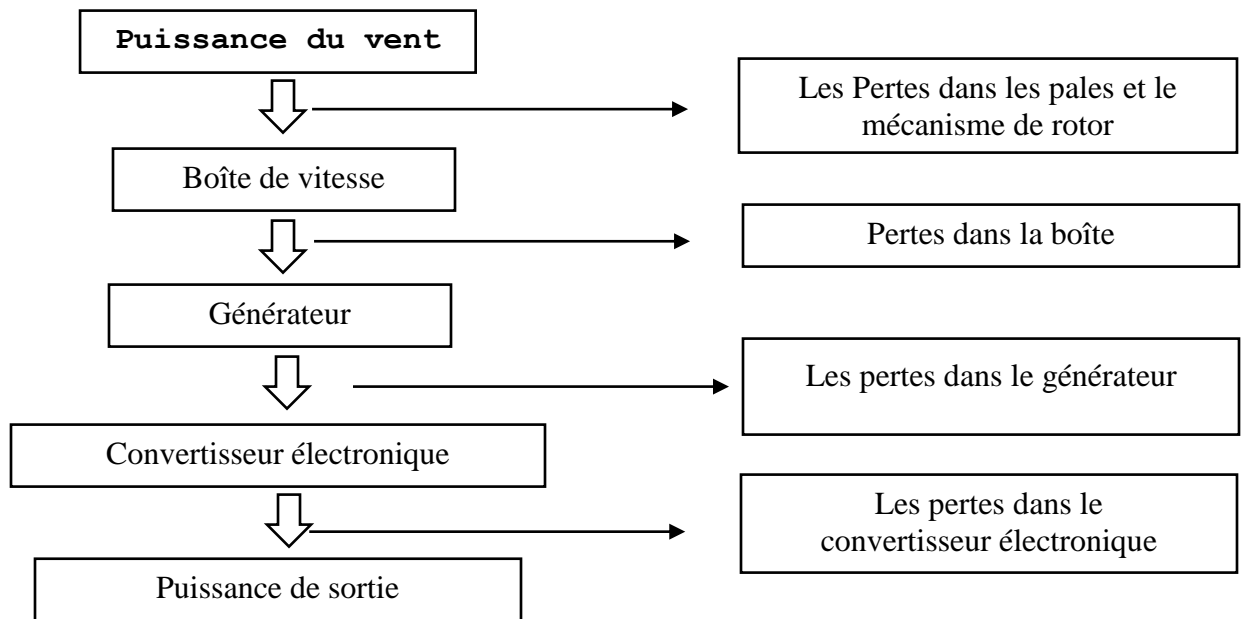 Puissance du vent
Les Pertes dans les pales et le
mécanisme de rotor
Boîte de vitesse
Pertes dans la boîte
Générateur
Les pertes dans le générateur
Convertisseur électronique
Les pertes dans le
convertisseur électronique
Puissance de sortie